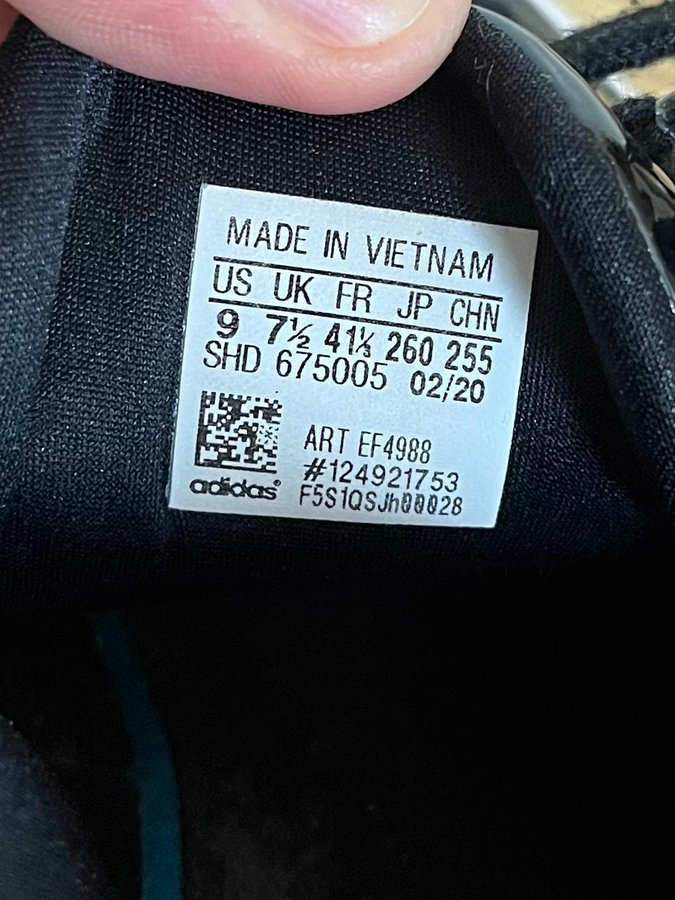 MADE IN VIETNAM
US UK FR JP CHN
9 7½ 41⅓ 260 255
SHD 675005 02/20
ART EF4988
#124921753
adidas® F5S1QSJh00028